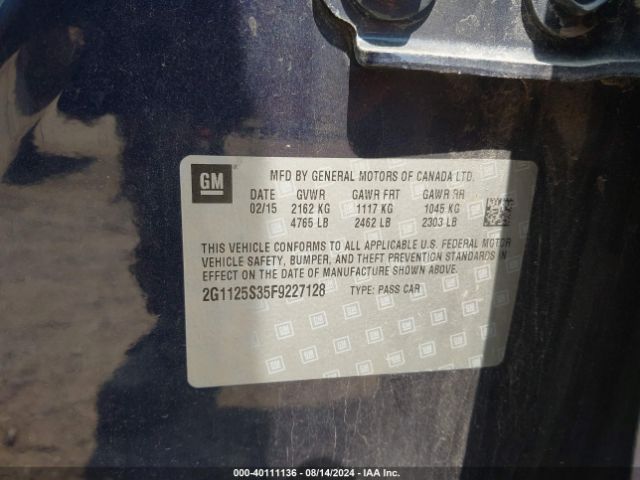 GM
MFD BY GENERAL MOTORS OF CANADA LTD.
DATE GVWR GAWR FRT GAWR RR
02/15 2162 KG 1117 KG 1045 KG
4765 LB 2462 LB 2303 LB
THIS VEHICLE CONFORMS TO ALL APPLICABLE U.S. FEDERAL MOTOR
VEHICLE SAFETY, BUMPER, AND THEFT PREVENTION STANDARDS IN
EFFECT ON THE DATE OF MANUFACTURE SHOWN ABOVE.
2G1125S35F9227128 TYPE: PASS CAR
000-40111136 - 08/14/2024 - IAA Inc.